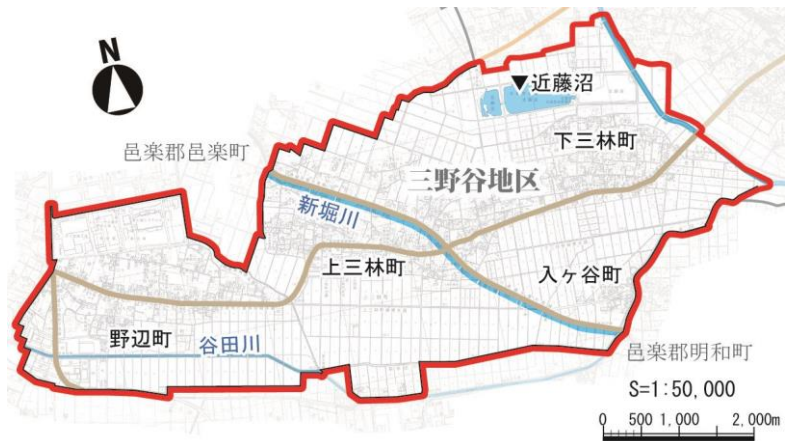 N
近藤沼
下三林町
邑楽郡邑楽町
三野谷地区
新堀川
上三林町
入ヶ谷町
野辺町
谷田川
邑楽郡明和町
S=1:50,000
0 500 1,000 2,000m